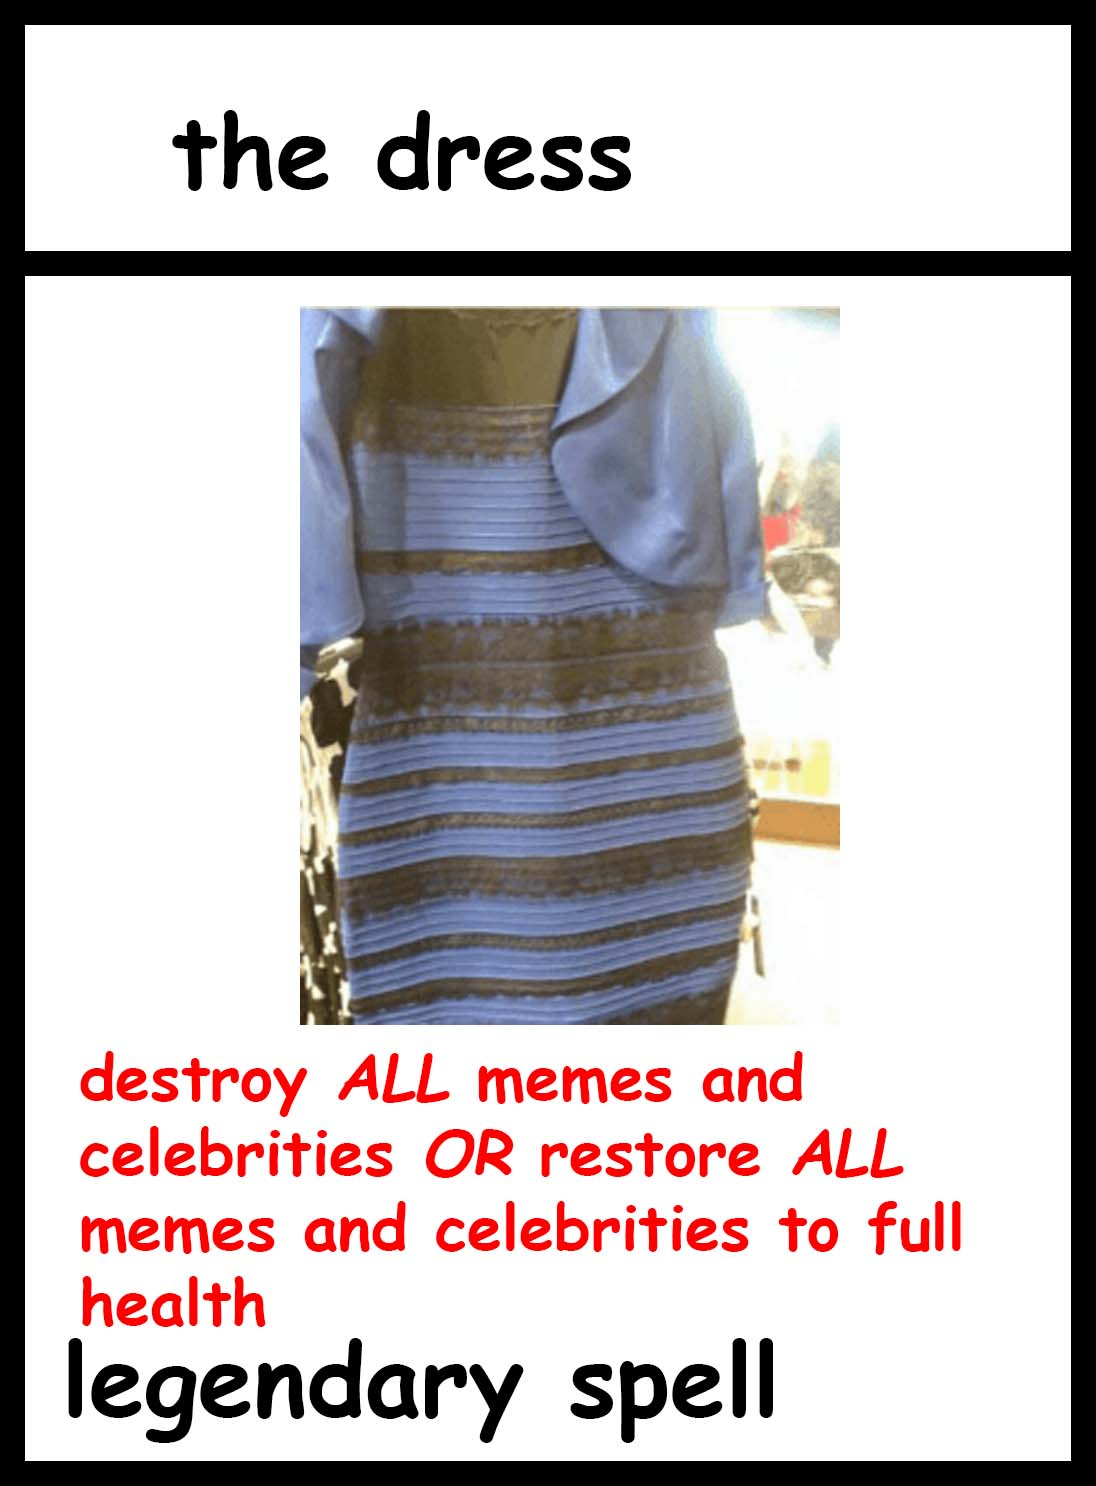 the dress
destroy ALL memes and
celebrities OR restore ALL
memes and celebrities to full
health
legendary spell